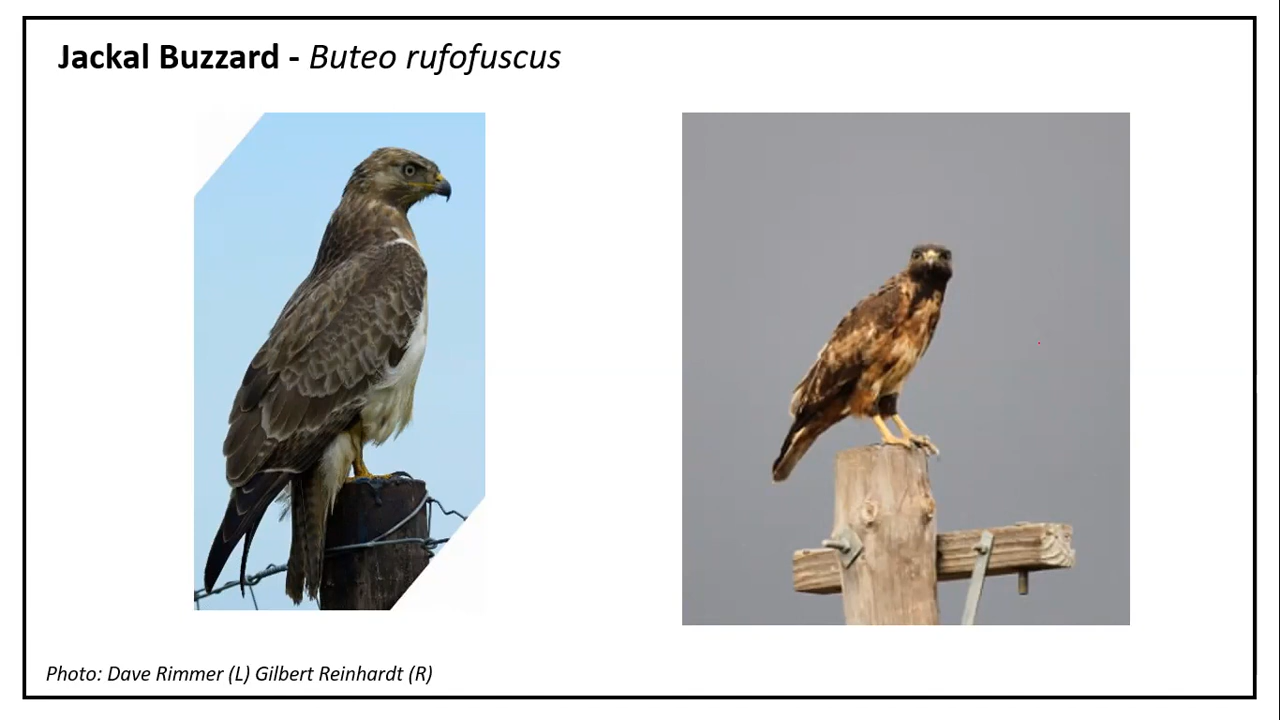 Jackal Buzzard - Buteo rufofuscus
Photo: Dave Rimmer (L) Gilbert Reinhardt (R)